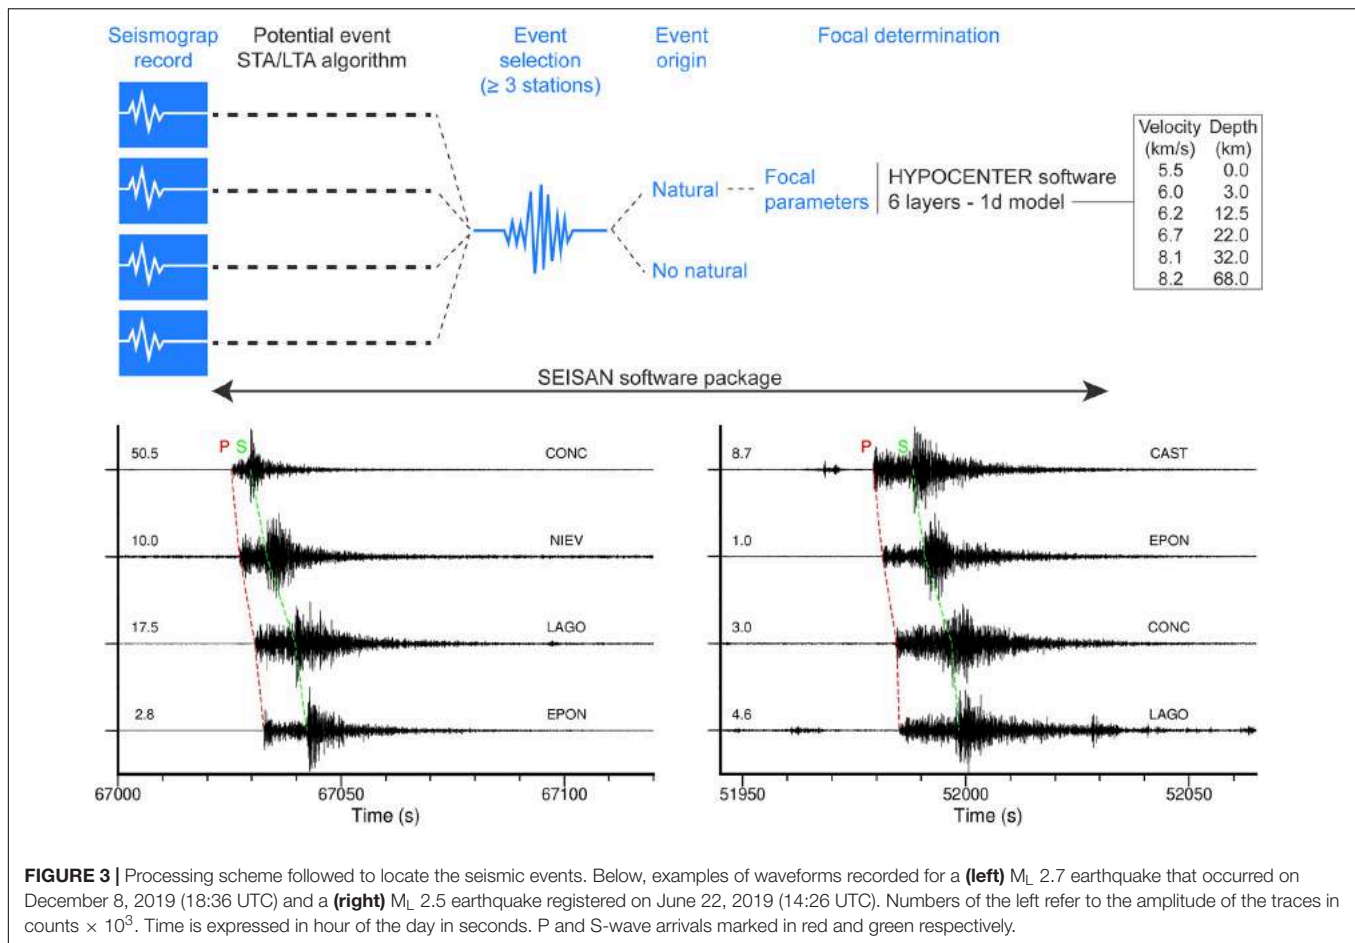 Seismograp record
Potential event STA/LTA algorithm
Event selection (≥ 3 stations)
Event origin
Focal determination
Natural
Focal parameters
HYPOCENTER software
6 layers - 1d model
No natural
Velocity (km/s) Depth (km)
5.5 0.0
6.0 3.0
6.2 12.5
6.7 22.0
8.1 32.0
8.2 68.0
SEISAN software package
P S
50.5 CONC
10.0 NIEV
17.5 LAGO
2.8 EPON
67000 67050 67100
Time (s)
P S
8.7 CAST
1.0 EPON
3.0 CONC
4.6 LAGO
51950 52000 52050
Time (s)
FIGURE 3 | Processing scheme followed to locate the seismic events. Below, examples of waveforms recorded for a (left) ML 2.7 earthquake that occurred on
December 8, 2019 (18:36 UTC) and a (right) ML 2.5 earthquake registered on June 22, 2019 (14:26 UTC). Numbers of the left refer to the amplitude of the traces in
counts × 10³. Time is expressed in hour of the day in seconds. P and S-wave arrivals marked in red and green respectively.